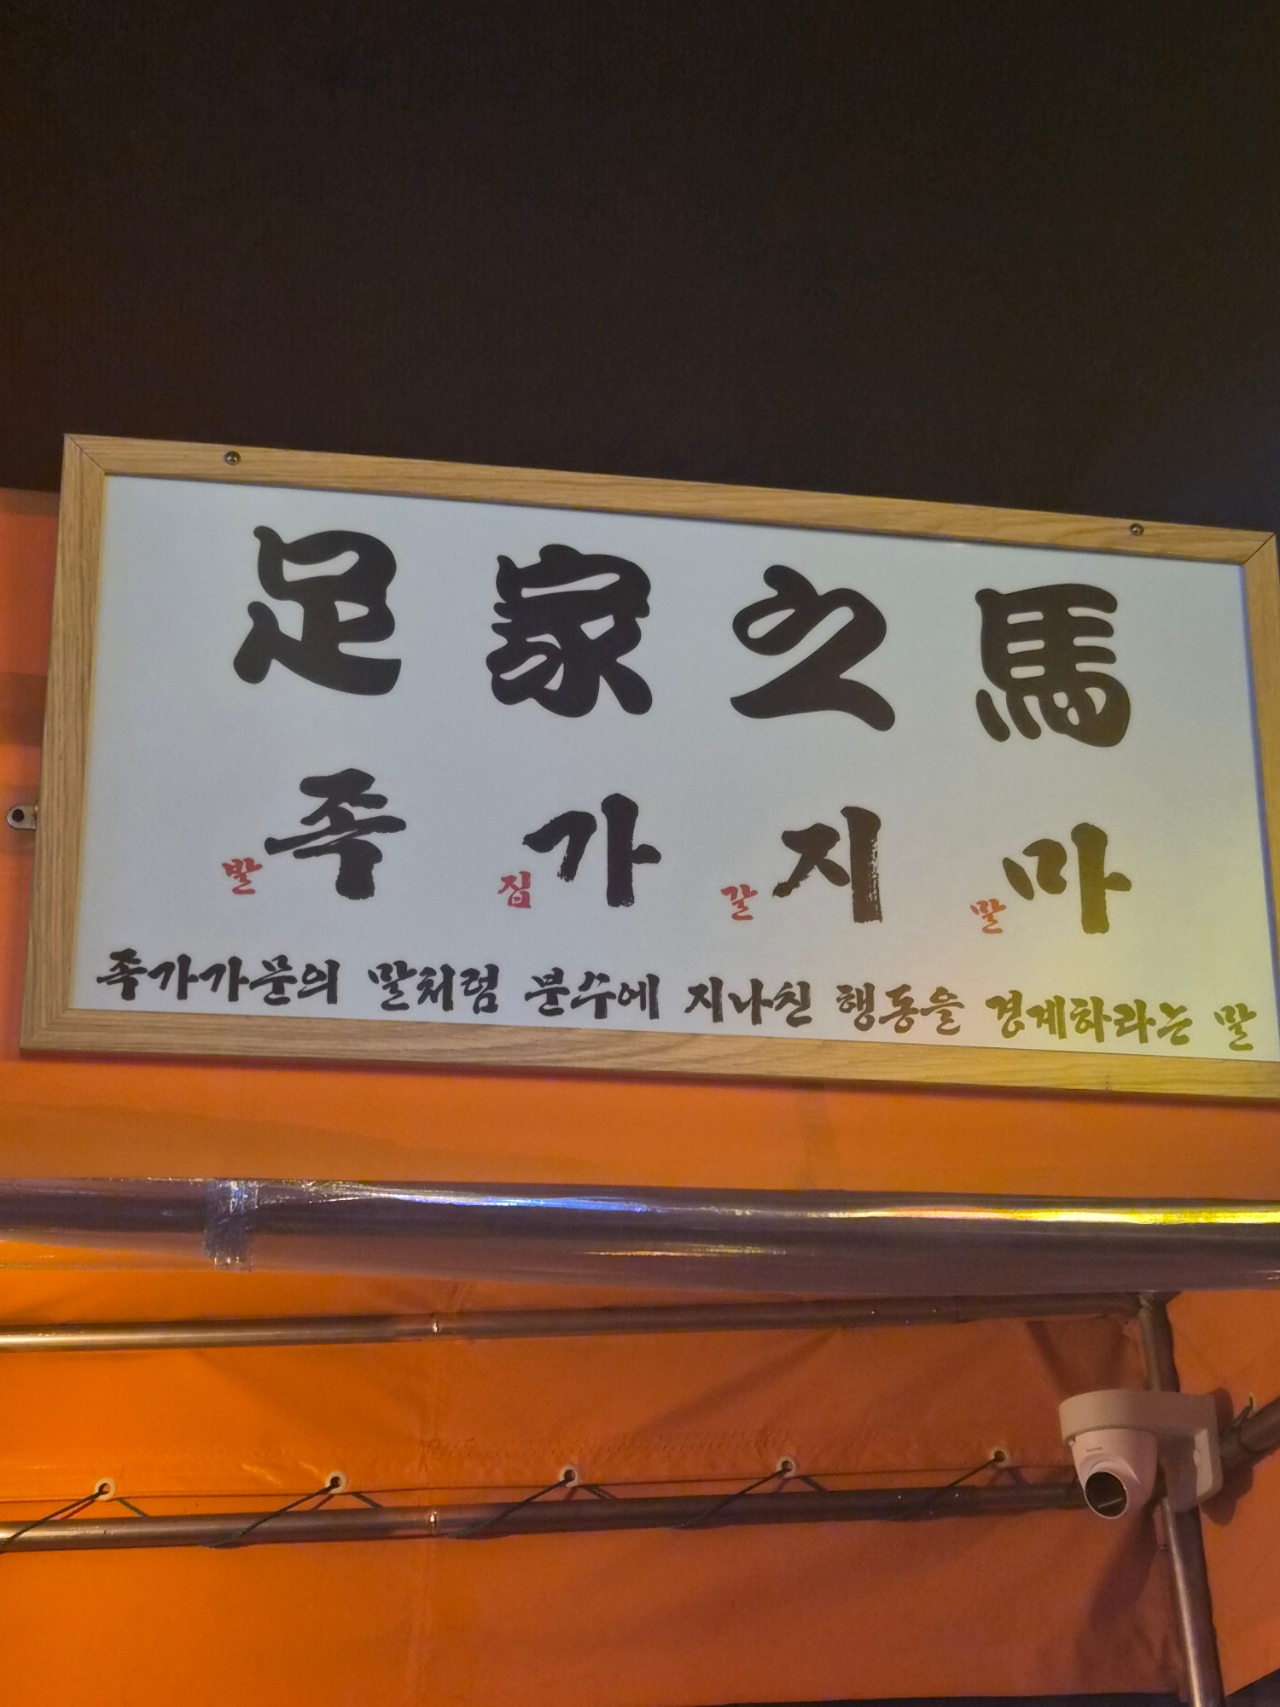 足家之馬
발족 집가 갈지 말마
족가가문의 말처럼 분수에 지나친 행동을 경계하라는 말